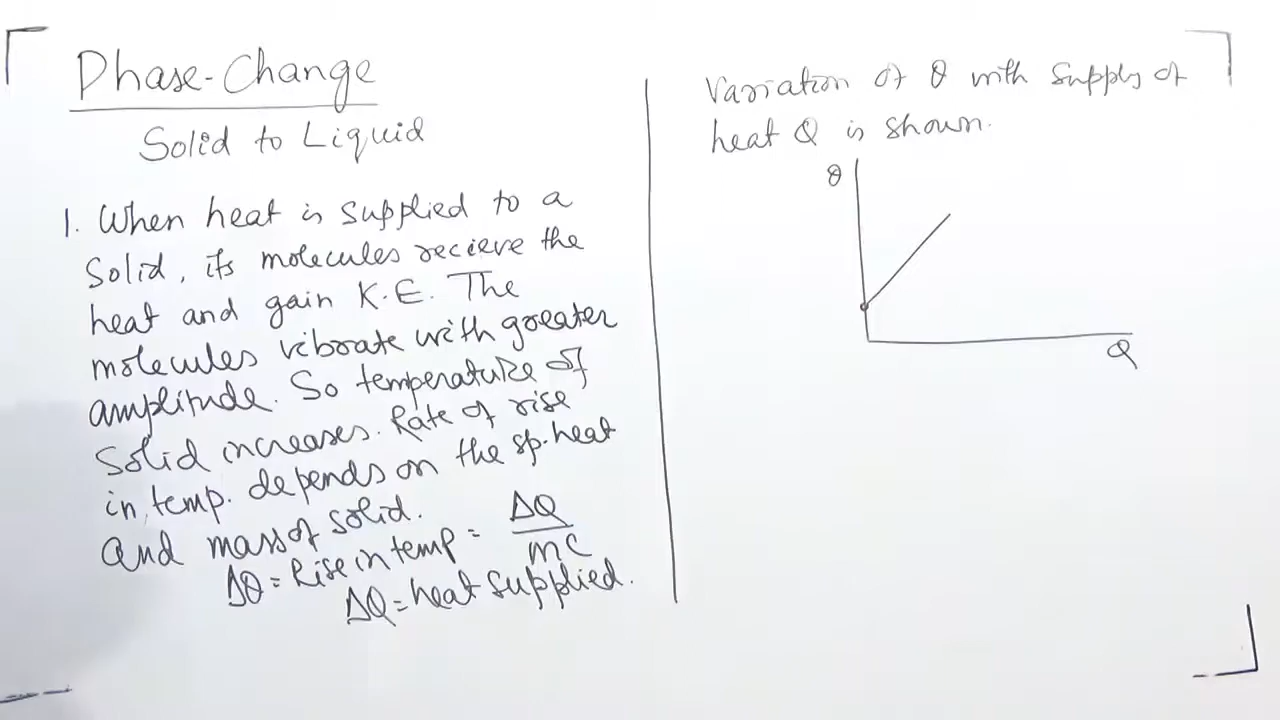 Phase-Change
Solid to Liquid
1. When heat is supplied to a
Solid, its molecules recieve the
heat and gain K.E. The
molecules vibrate with greater
amplitude. So temperature of
Solid increases. Rate of rise
in temp. depends on the sp. heat
and mass of solid.
Δθ = Rise in temp = ΔQ/mc
ΔQ = heat supplied.
Variation of θ with supply of
heat Q is shown.
θ
Q